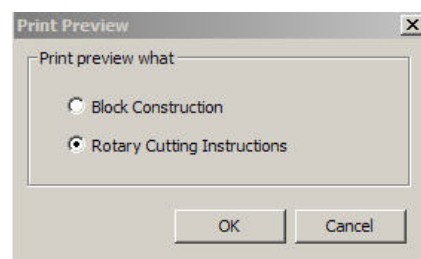 Print Preview
Print preview what
Block Construction
Rotary Cutting Instructions
OK
Cancel